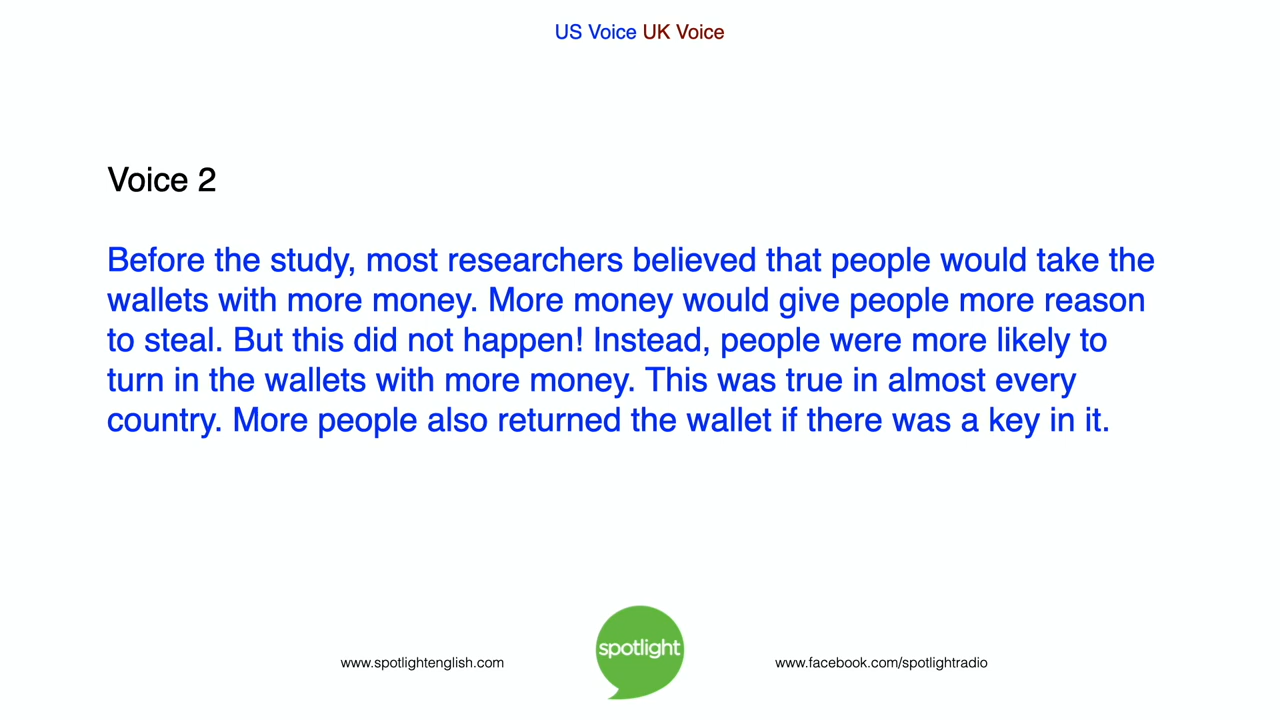 US Voice UK Voice
Voice 2
Before the study, most researchers believed that people would take the
wallets with more money. More money would give people more reason
to steal. But this did not happen! Instead, people were more likely to
turn in the wallets with more money. This was true in almost every
country. More people also returned the wallet if there was a key in it.
spotlight
www.spotlightenglish.com
www.facebook.com/spotlightradio